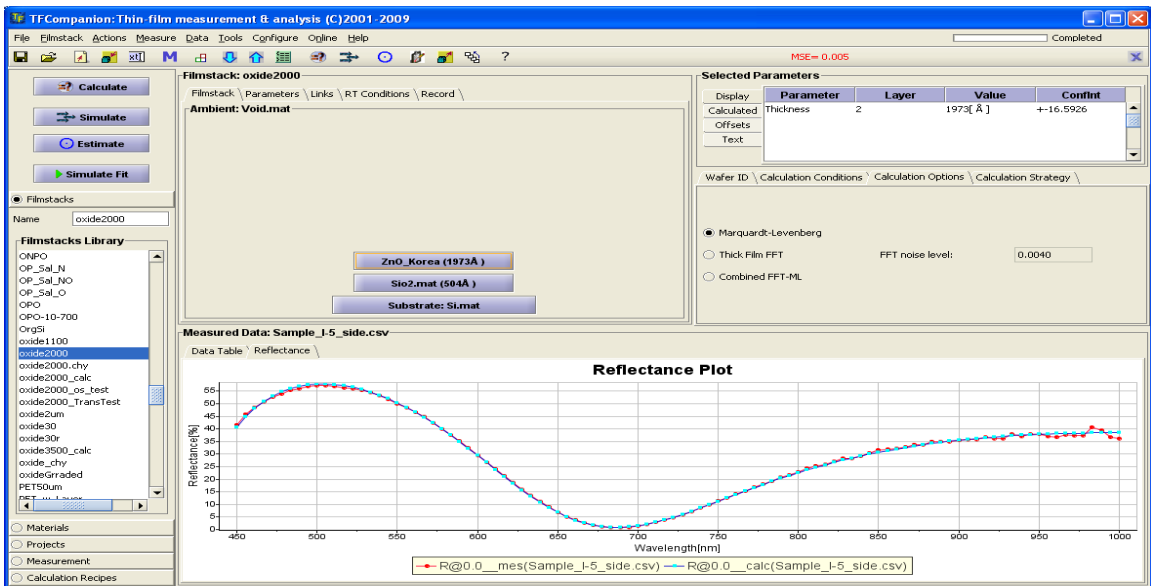 TFCompanion:Thin-film measurement & analysis (C)2001-2009
File Filmstack Actions Measure Data Tools Configure Online Help
Completed
M
?
MSE= 0.005
Calculate
Simulate
Estimate
Simulate Fit
Filmstacks
Name oxide2000
Filmstacks Library
ONPO
OP_Sal_N
OP_Sal_NO
OP_Sal_O
OPO
OPO-10-700
OrgSi
oxide1100
oxide2000
oxide2000.chy
oxide2000_calc
oxide2000_os_test
oxide2000_TransTest
oxide2um
oxide30
oxide30r
oxide3500_calc
oxide_chy
oxideGrraded
PET50um
Materials
Projects
Measurement
Calculation Recipes
Filmstack: oxide2000
Filmstack Parameters Links RT Conditions Record
Ambient: Void.mat
ZnO_Korea (1973Å )
Sio2.mat (504Å )
Substrate: Si.mat
Selected Parameters
Display
Calculated
Offsets
Text
Parameter Layer Value ConfInt
Thickness 2 1973[ Å ] +-16.5926
Wafer ID Calculation Conditions Calculation Options Calculation Strategy
Marquardt-Levenberg
Thick Film FFT FFT noise level: 0.0040
Combined FFT-ML
Measured Data: Sample_I-5_side.csv
Data Table Reflectance
Reflectance Plot
Reflectance[%]
55
50
45
40
35
30
25
20
15
10
5
0
450 500 550 600 650 700 750 800 850 900 950 1000
Wavelength[nm]
R@0.0__mes(Sample_I-5_side.csv) R@0.0__calc(Sample_I-5_side.csv)